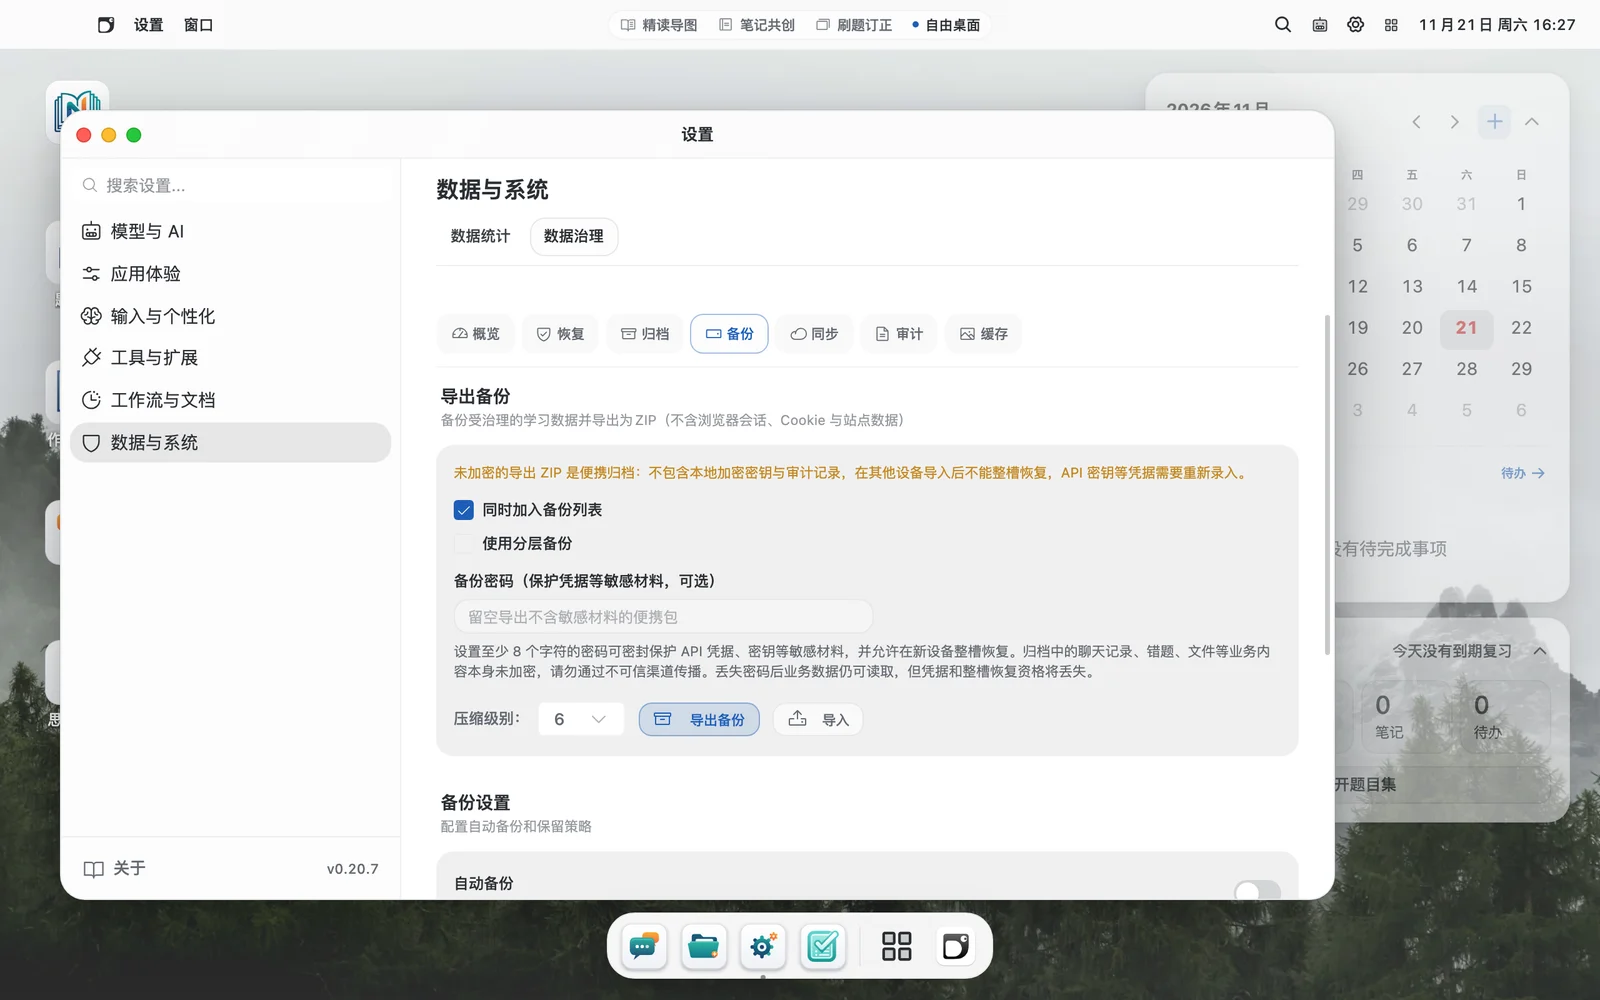 设置 窗口 精读导图 笔记共创 刷题订正 自由桌面 11月21日 周六 16:27
2026年11月
设置
搜索设置...
模型与 AI
应用体验
输入与个性化
工具与扩展
工作流与文档
数据与系统
关于 v0.20.7
数据与系统
数据统计 数据治理
概览 恢复 归档 备份 同步 审计 缓存
导出备份
备份受治理的学习数据并导出为 ZIP（不含浏览器会话、Cookie 与站点数据）
未加密的导出 ZIP 是便携归档：不包含本地加密密钥与审计记录，在其他设备导入后不能整槽恢复，API 密钥等凭据需要重新录入。
同时加入备份列表
使用分层备份
备份密码（保护凭据等敏感材料，可选）
留空导出不含敏感材料的便携包
设置至少 8 个字符的密码可密封保护 API 凭据、密钥等敏感材料，并允许在新设备整槽恢复。归档中的聊天记录、错题、文件等业务内
容本身未加密，请勿通过不可信渠道传播。丢失密码后业务数据仍可读取，但凭据和整槽恢复资格将丢失。
压缩级别： 6 导出备份 导入
备份设置
配置自动备份和保留策略
自动备份
四 五 六 日
29 30 31 1
5 6 7 8
12 13 14 15
19 20 21 22
26 27 28 29
3 4 5 6
待办
有待完成事项
今天没有到期复习
0 0
笔记 待办
开题目集
思